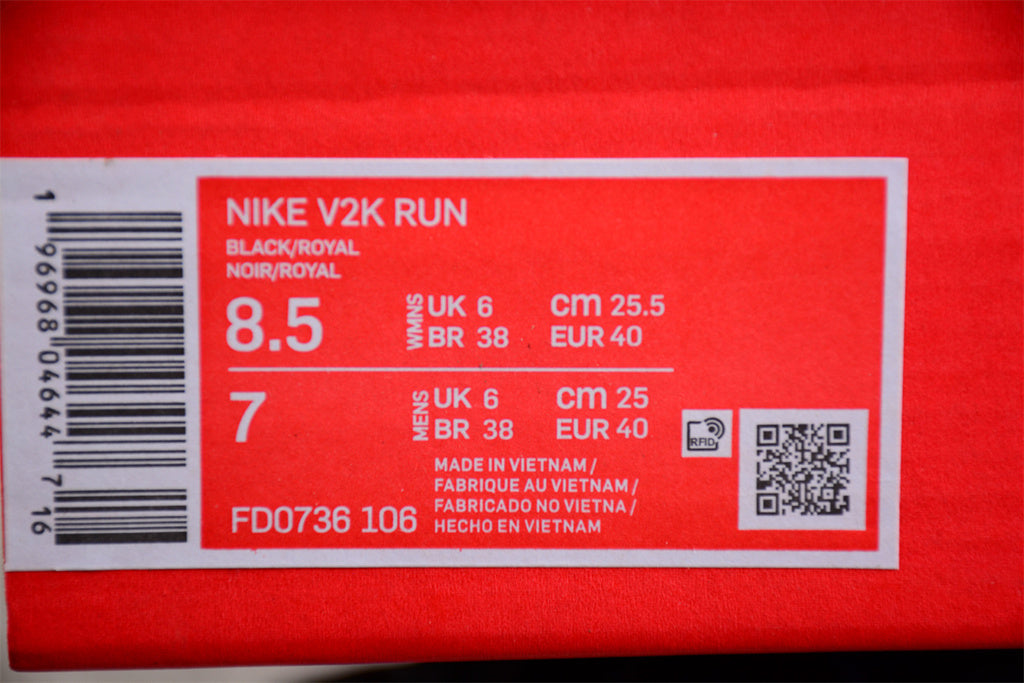 NIKE V2K RUN
BLACK/ROYAL
NOIR/ROYAL
8.5 WMNS UK 6 cm 25.5
BR 38 EUR 40
7 MENS UK 6 cm 25
BR 38 EUR 40
RFID
MADE IN VIETNAM /
FABRIQUE AU VIETNAM /
FABRICADO NO VIETNA /
HECHO EN VIETNAM
FD0736 106
1 96968 04644 7 16